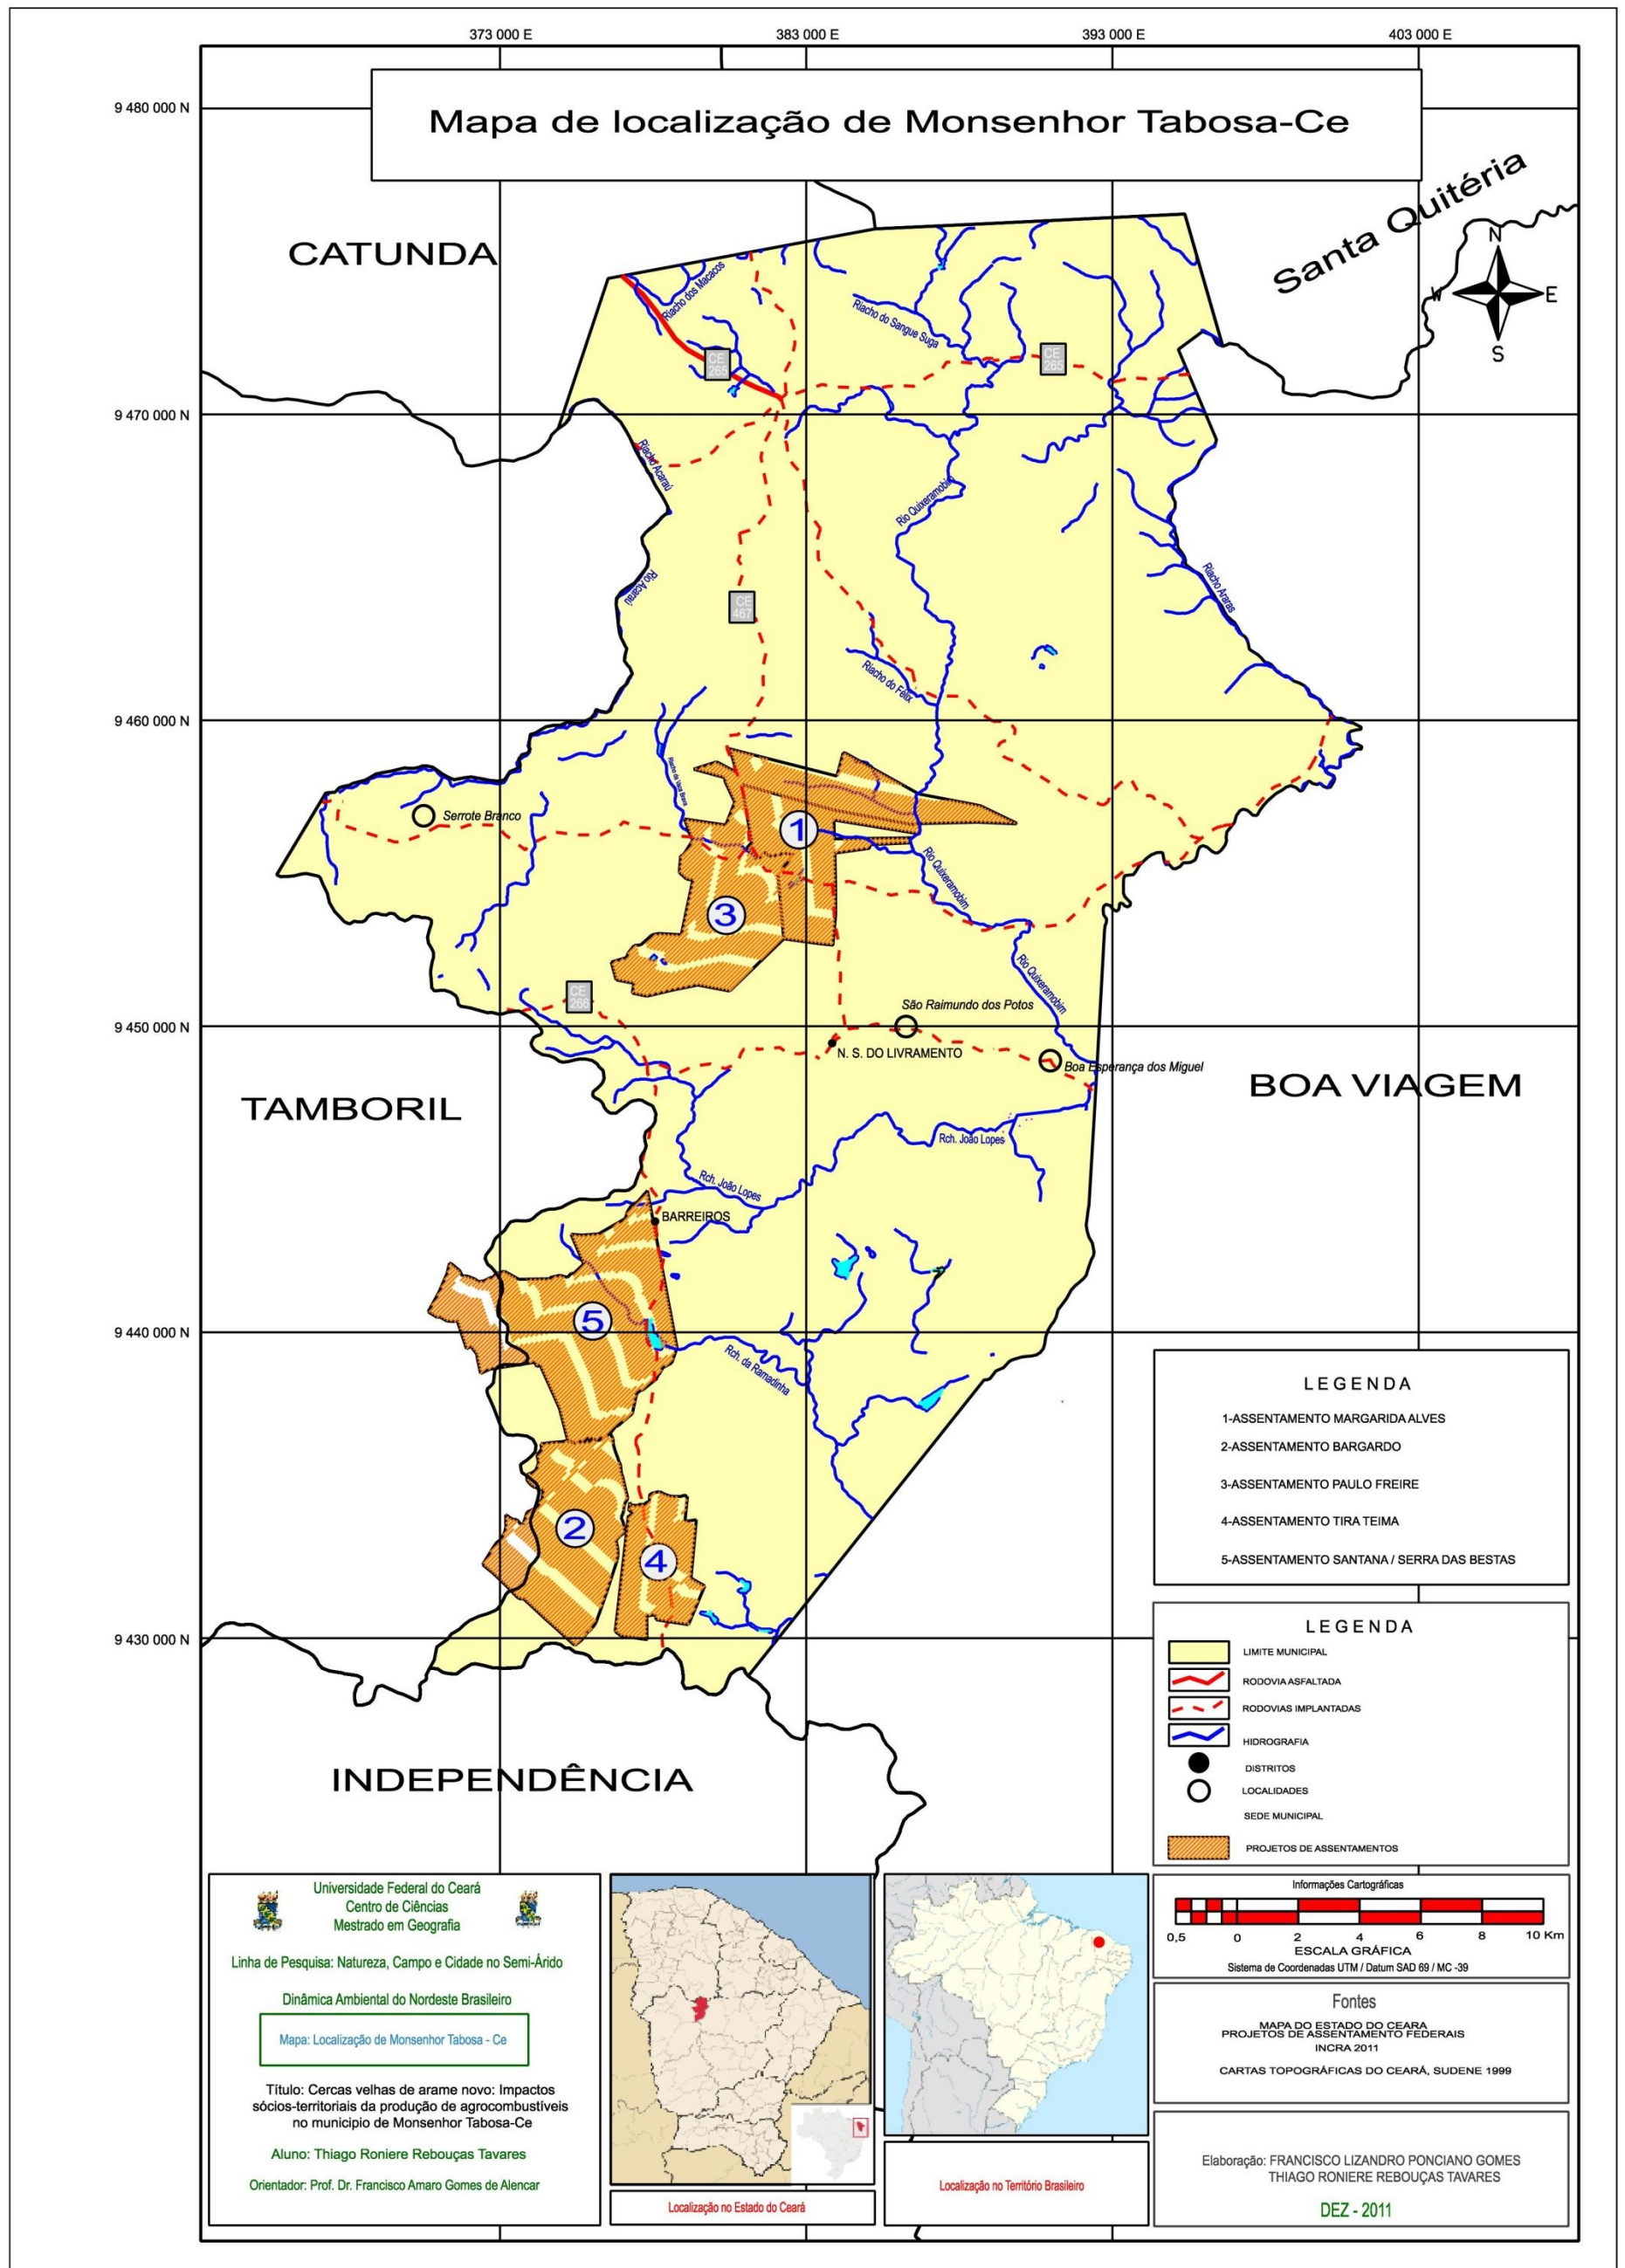 373 000 E
383 000 E
393 000 E
403 000 E
9 480 000 N
Mapa de localização de Monsenhor Tabosa-Ce
CATUNDA
Santa Quitéria
N
W
E
S
Riacho dos Macacos
Riacho do Sangue Suga
CE
265
CE
265
9 470 000 N
Riacho Acaraú
Rio Quixeramobim
Rio Acaraú
Riacho Araras
CE
467
Riacho do Félix
9 460 000 N
Serrote Branco
1
Rio Quixeramobim
3
Rio Quixeramobim
CE
266
São Raimundo dos Potos
9 450 000 N
N. S. DO LIVRAMENTO
Boa Esperança dos Miguel
TAMBORIL
BOA VIAGEM
Rch. João Lopes
Rch. João Lopes
BARREIROS
5
9 440 000 N
Rch. da Ramadinha
2
4
9 430 000 N
INDEPENDÊNCIA
LEGENDA
1-ASSENTAMENTO MARGARIDA ALVES
2-ASSENTAMENTO BARGARDO
3-ASSENTAMENTO PAULO FREIRE
4-ASSENTAMENTO TIRA TEIMA
5-ASSENTAMENTO SANTANA / SERRA DAS BESTAS
LEGENDA
LIMITE MUNICIPAL
RODOVIA ASFALTADA
RODOVIAS IMPLANTADAS
HIDROGRAFIA
DISTRITOS
LOCALIDADES
SEDE MUNICIPAL
PROJETOS DE ASSENTAMENTOS
Universidade Federal do Ceará
Centro de Ciências
Mestrado em Geografia
Linha de Pesquisa: Natureza, Campo e Cidade no Semi-Árido
Dinâmica Ambiental do Nordeste Brasileiro
Mapa: Localização de Monsenhor Tabosa - Ce
Título: Cercas velhas de arame novo: Impactos
sócios-territoriais da produção de agrocombustíveis
no municipio de Monsenhor Tabosa-Ce
Aluno: Thiago Roniere Rebouças Tavares
Orientador: Prof. Dr. Francisco Amaro Gomes de Alencar
Localização no Estado do Ceará
Localização no Território Brasileiro
Informações Cartográficas
0,5 0 2 4 6 8 10 Km
ESCALA GRÁFICA
Sistema de Coordenadas UTM / Datum SAD 69 / MC -39
Fontes
MAPA DO ESTADO DO CEARA
PROJETOS DE ASSENTAMENTO FEDERAIS
INCRA 2011
CARTAS TOPOGRÁFICAS DO CEARÁ, SUDENE 1999
Elaboração: FRANCISCO LIZANDRO PONCIANO GOMES
THIAGO RONIERE REBOUÇAS TAVARES
DEZ - 2011